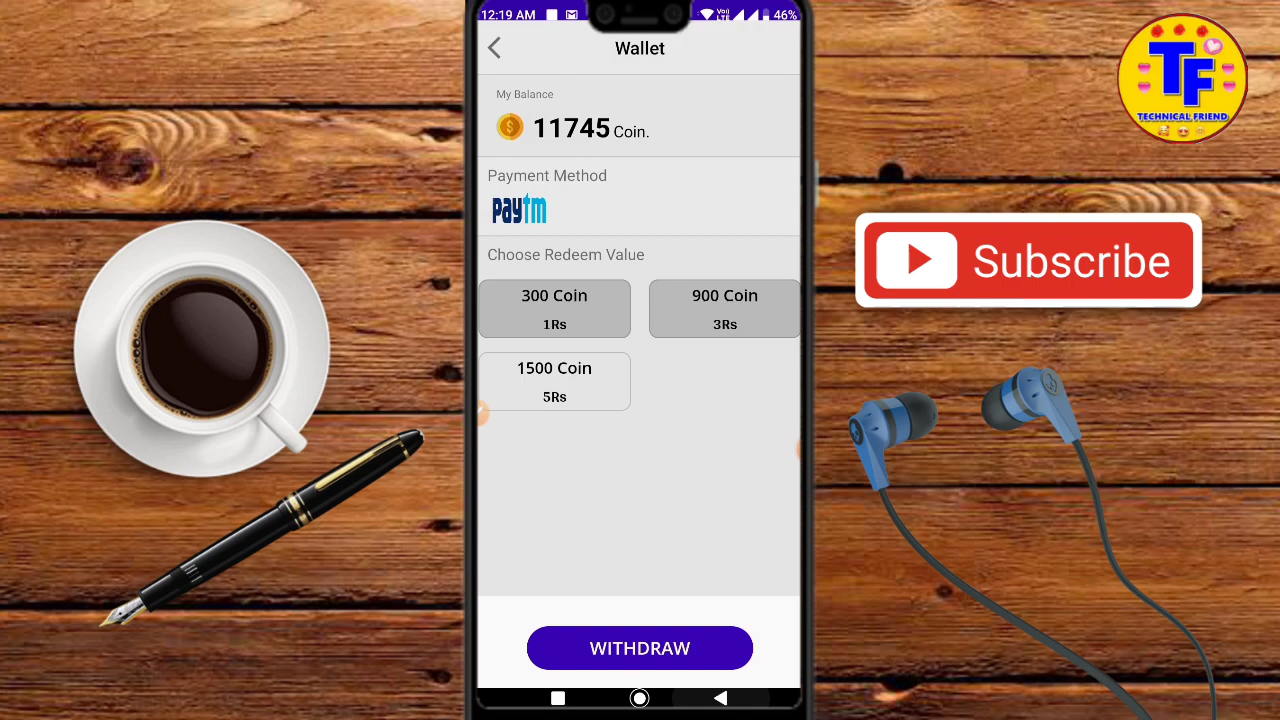 12:19 AM
46%
Wallet
My Balance
11745 Coin.
Payment Method
paytm
Choose Redeem Value
300 Coin
1Rs
900 Coin
3Rs
1500 Coin
5Rs
WITHDRAW
TF
TECHNICAL FRIEND
Subscribe